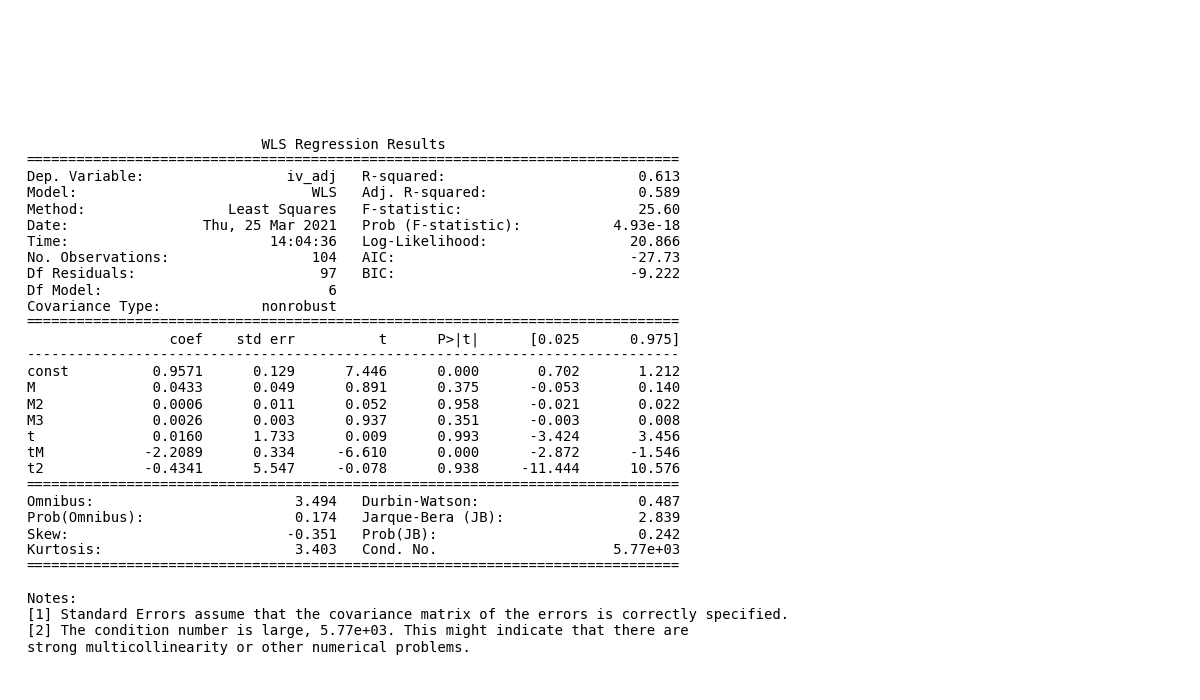 WLS Regression Results
==============================================================================
Dep. Variable:                 iv_adj   R-squared:                       0.613
Model:                            WLS   Adj. R-squared:                  0.589
Method:                 Least Squares   F-statistic:                     25.60
Date:                Thu, 25 Mar 2021   Prob (F-statistic):           4.93e-18
Time:                        14:04:36   Log-Likelihood:                 20.866
No. Observations:                 104   AIC:                            -27.73
Df Residuals:                      97   BIC:                            -9.222
Df Model:                           6
Covariance Type:            nonrobust
==============================================================================
                 coef    std err          t      P>|t|      [0.025      0.975]
------------------------------------------------------------------------------
const          0.9571      0.129      7.446      0.000       0.702       1.212
M              0.0433      0.049      0.891      0.375      -0.053       0.140
M2             0.0006      0.011      0.052      0.958      -0.021       0.022
M3             0.0026      0.003      0.937      0.351      -0.003       0.008
t              0.0160      1.733      0.009      0.993      -3.424       3.456
tM            -2.2089      0.334     -6.610      0.000      -2.872      -1.546
t2            -0.4341      5.547     -0.078      0.938     -11.444      10.576
==============================================================================
Omnibus:                        3.494   Durbin-Watson:                   0.487
Prob(Omnibus):                  0.174   Jarque-Bera (JB):                2.839
Skew:                          -0.351   Prob(JB):                        0.242
Kurtosis:                       3.403   Cond. No.                     5.77e+03
==============================================================================
Notes:
[1] Standard Errors assume that the covariance matrix of the errors is correctly specified.
[2] The condition number is large, 5.77e+03. This might indicate that there are
strong multicollinearity or other numerical problems.